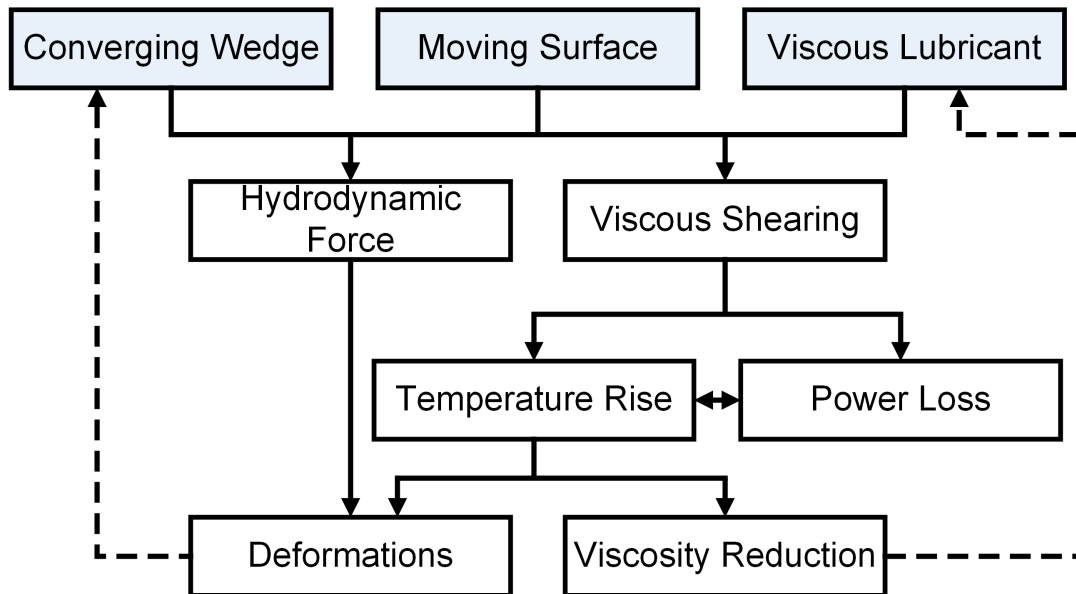 Converging Wedge
Moving Surface
Viscous Lubricant
Hydrodynamic
Force
Viscous Shearing
Temperature Rise
Power Loss
Deformations
Viscosity Reduction